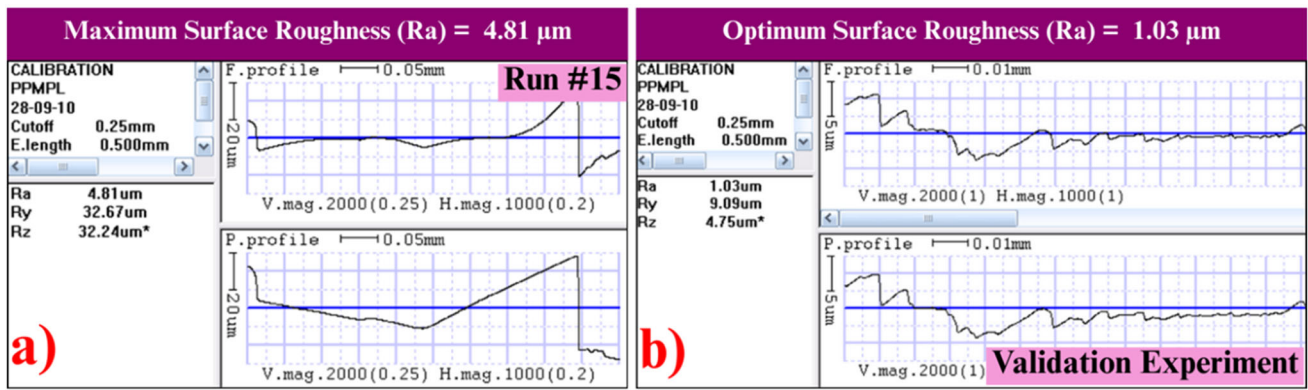 Maximum Surface Roughness (Ra) = 4.81 µm
CALIBRATION
PPMPL
28-09-10
Cutoff 0.25mm
E.length 0.500mm
Ra 4.81um
Ry 32.67um
Rz 32.24um*
a)
F.profile 0.05mm
Run #15
20um
V.mag.2000(0.25) H.mag.1000(0.2)
P.profile 0.05mm
20um
V.mag.2000(0.25) H.mag.1000(0.2)
Optimum Surface Roughness (Ra) = 1.03 µm
CALIBRATION
PPMPL
28-09-10
Cutoff 0.25mm
E.length 0.500mm
Ra 1.03um
Ry 9.09um
Rz 4.75um*
b)
F.profile 0.01mm
5um
V.mag.2000(1) H.mag.1000(1)
P.profile 0.01mm
5um
V.mag.2000(1)
Validation Experiment